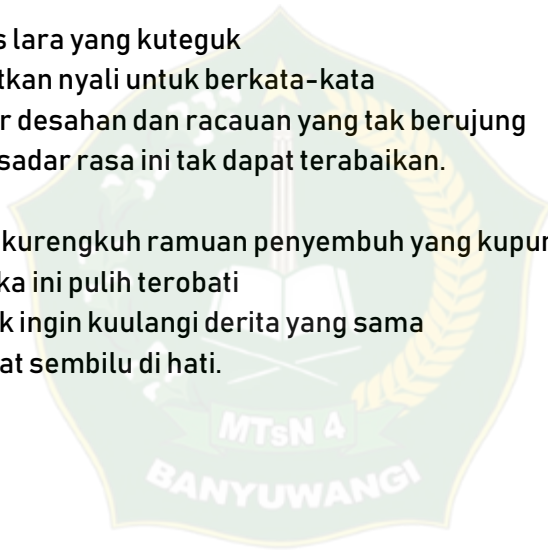 s lara yang kuteguk
tkan nyali untuk berkata-kata
r desahan dan racauan yang tak berujung
sadar rasa ini tak dapat terabaikan.
kurengkuh ramuan penyembuh yang kupun
ka ini pulih terobati
k ingin kuulangi derita yang sama
at sembilu di hati.
MTsN 4
BANYUWANGI